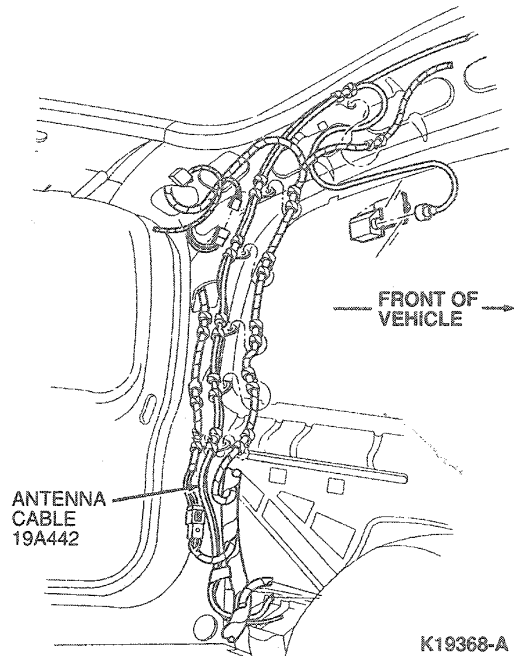 FRONT OF
VEHICLE
ANTENNA
CABLE
19A442
K19368-A